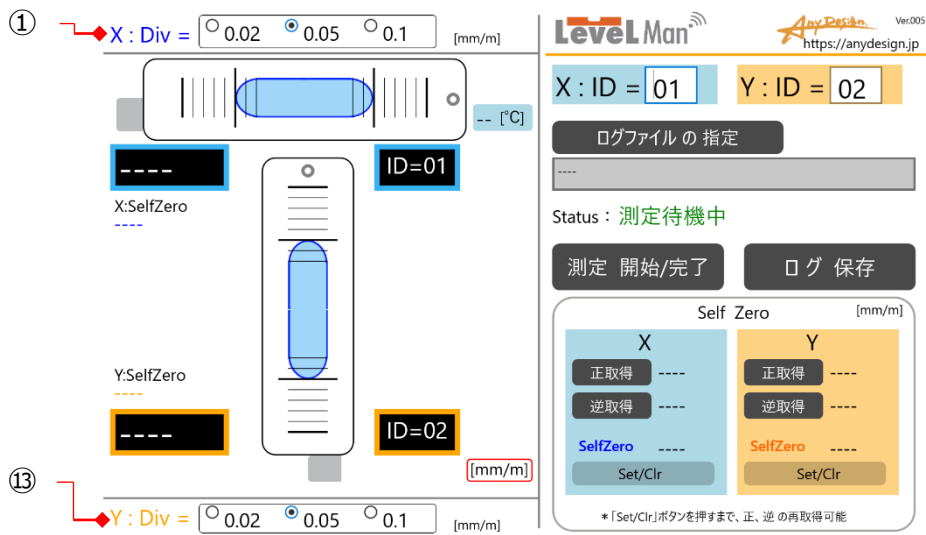 ①
X : Div =
0.02
0.05
0.1
[mm/m]
-- [℃]
----
ID=01
X:SelfZero
----
Y:SelfZero
----
----
ID=02
[mm/m]
⑬
Y : Div =
0.02
0.05
0.1
[mm/m]
LeveL Man
AnyDesign
Ver.005
https://anydesign.jp
X : ID = 01
Y : ID = 02
ログファイル の 指定
----
Status : 測定待機中
測定 開始/完了
ログ 保存
Self Zero
[mm/m]
X
正取得 ----
逆取得 ----
SelfZero ----
Set/Clr
Y
正取得 ----
逆取得 ----
SelfZero ----
Set/Clr
*「Set/Clr」ボタンを押すまで、正、逆 の再取得可能